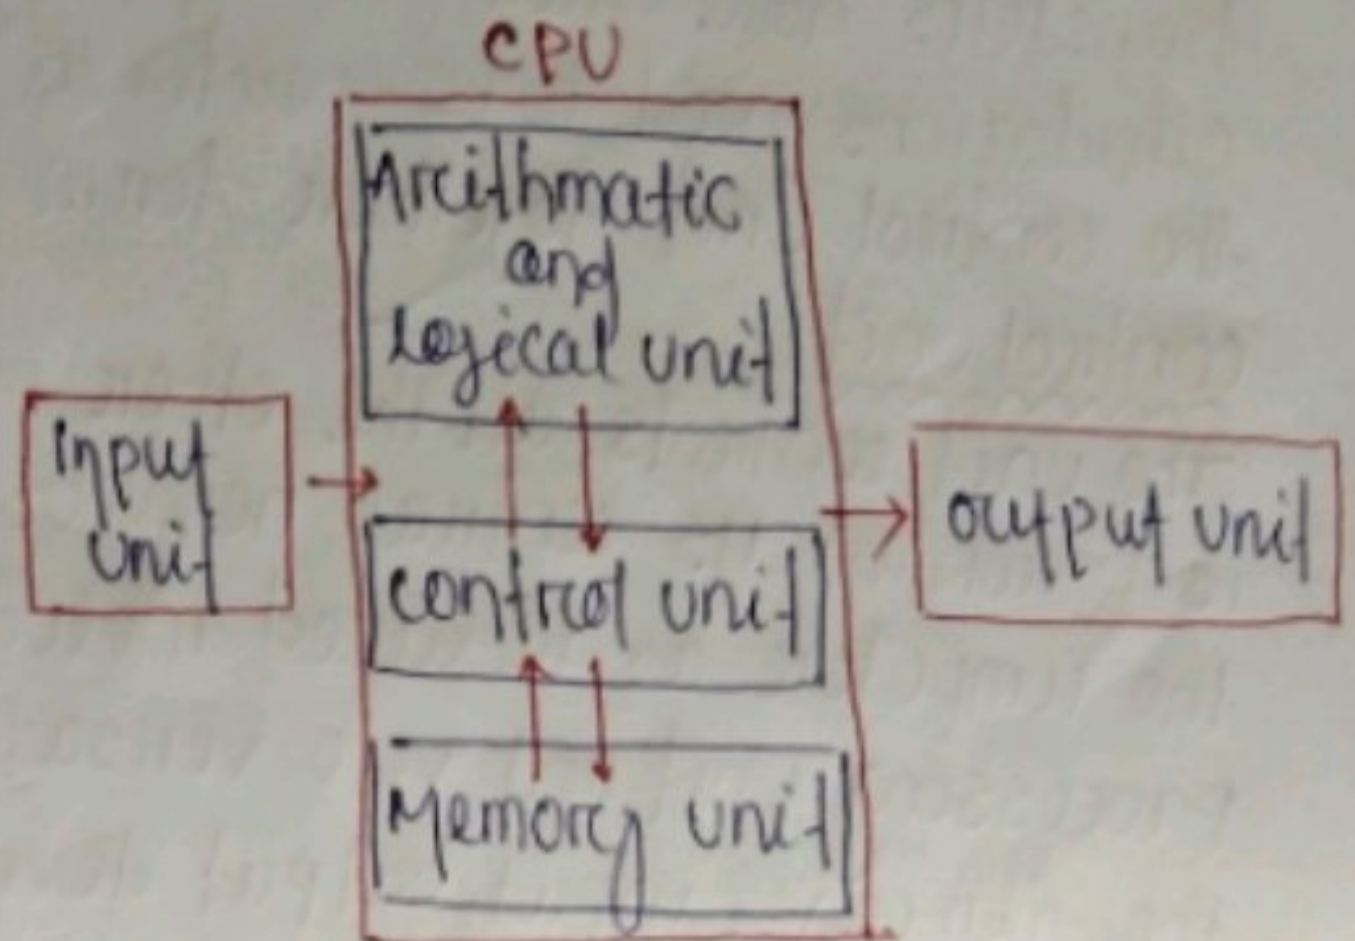 CPU
Arcithmatic
and
Logical unit
Input
unit
control unit
output unit
Memory unit